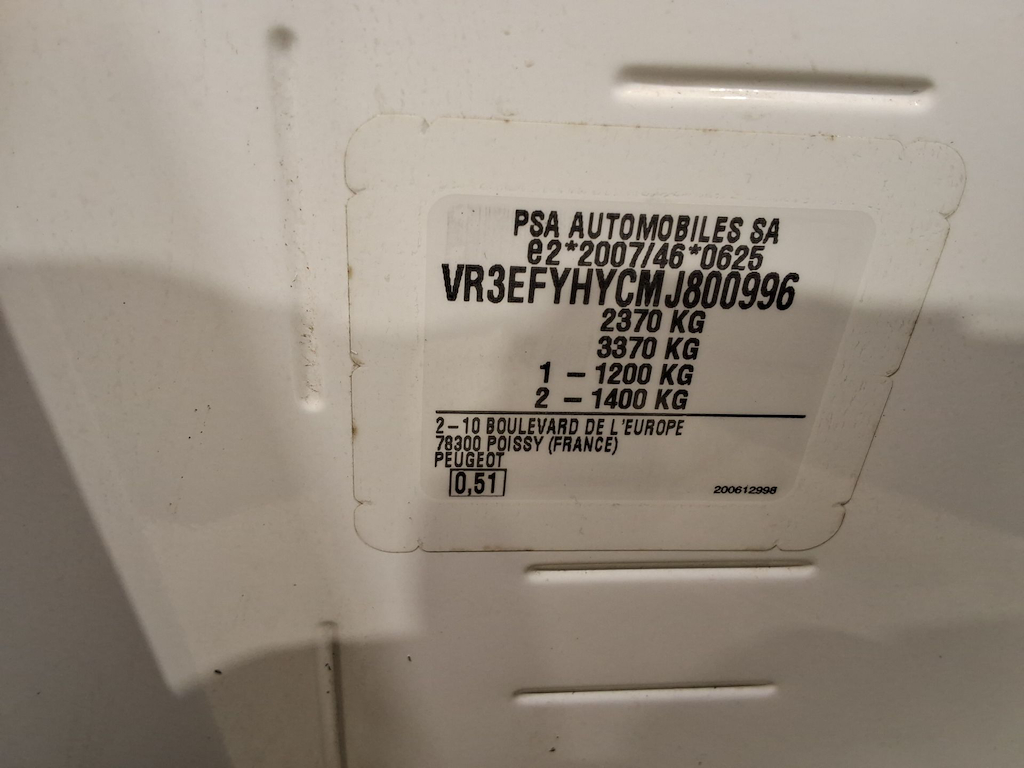 PSA AUTOMOBILES SA
e2*2007/46*0625
VR3EFYHYCMJ800996
2370 KG
3370 KG
1 – 1200 KG
2 – 1400 KG
2–10 BOULEVARD DE L'EUROPE
78300 POISSY (FRANCE)
PEUGEOT
0,51
200612998